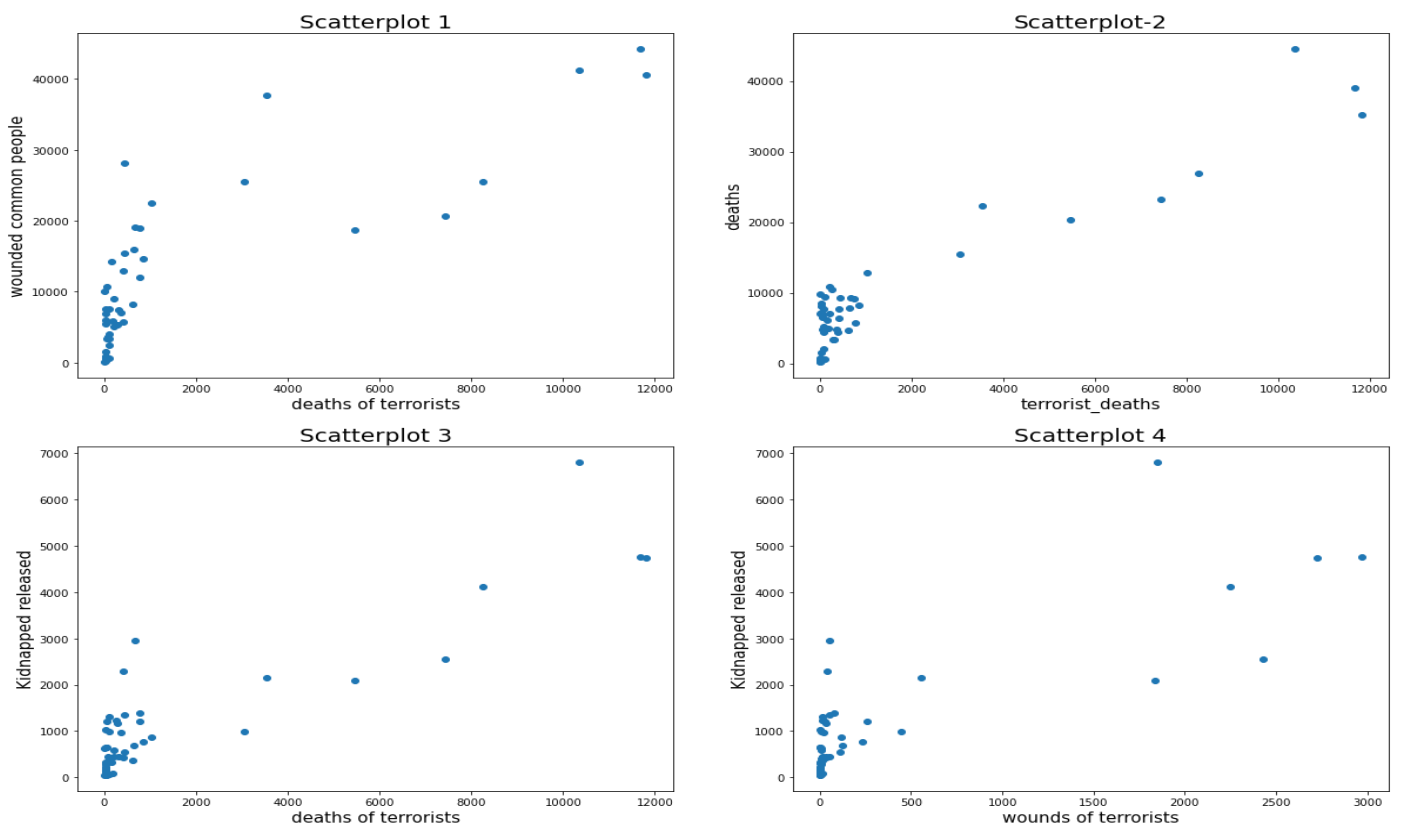 Scatterplot 1
wounded common people
40000
30000
20000
10000
0
0 2000 4000 6000 8000 10000 12000
deaths of terrorists
Scatterplot-2
deaths
40000
30000
20000
10000
0
0 2000 4000 6000 8000 10000 12000
terrorist_deaths
Scatterplot 3
Kidnapped released
7000
6000
5000
4000
3000
2000
1000
0
0 2000 4000 6000 8000 10000 12000
deaths of terrorists
Scatterplot 4
Kidnapped released
7000
6000
5000
4000
3000
2000
1000
0
0 500 1000 1500 2000 2500 3000
wounds of terrorists